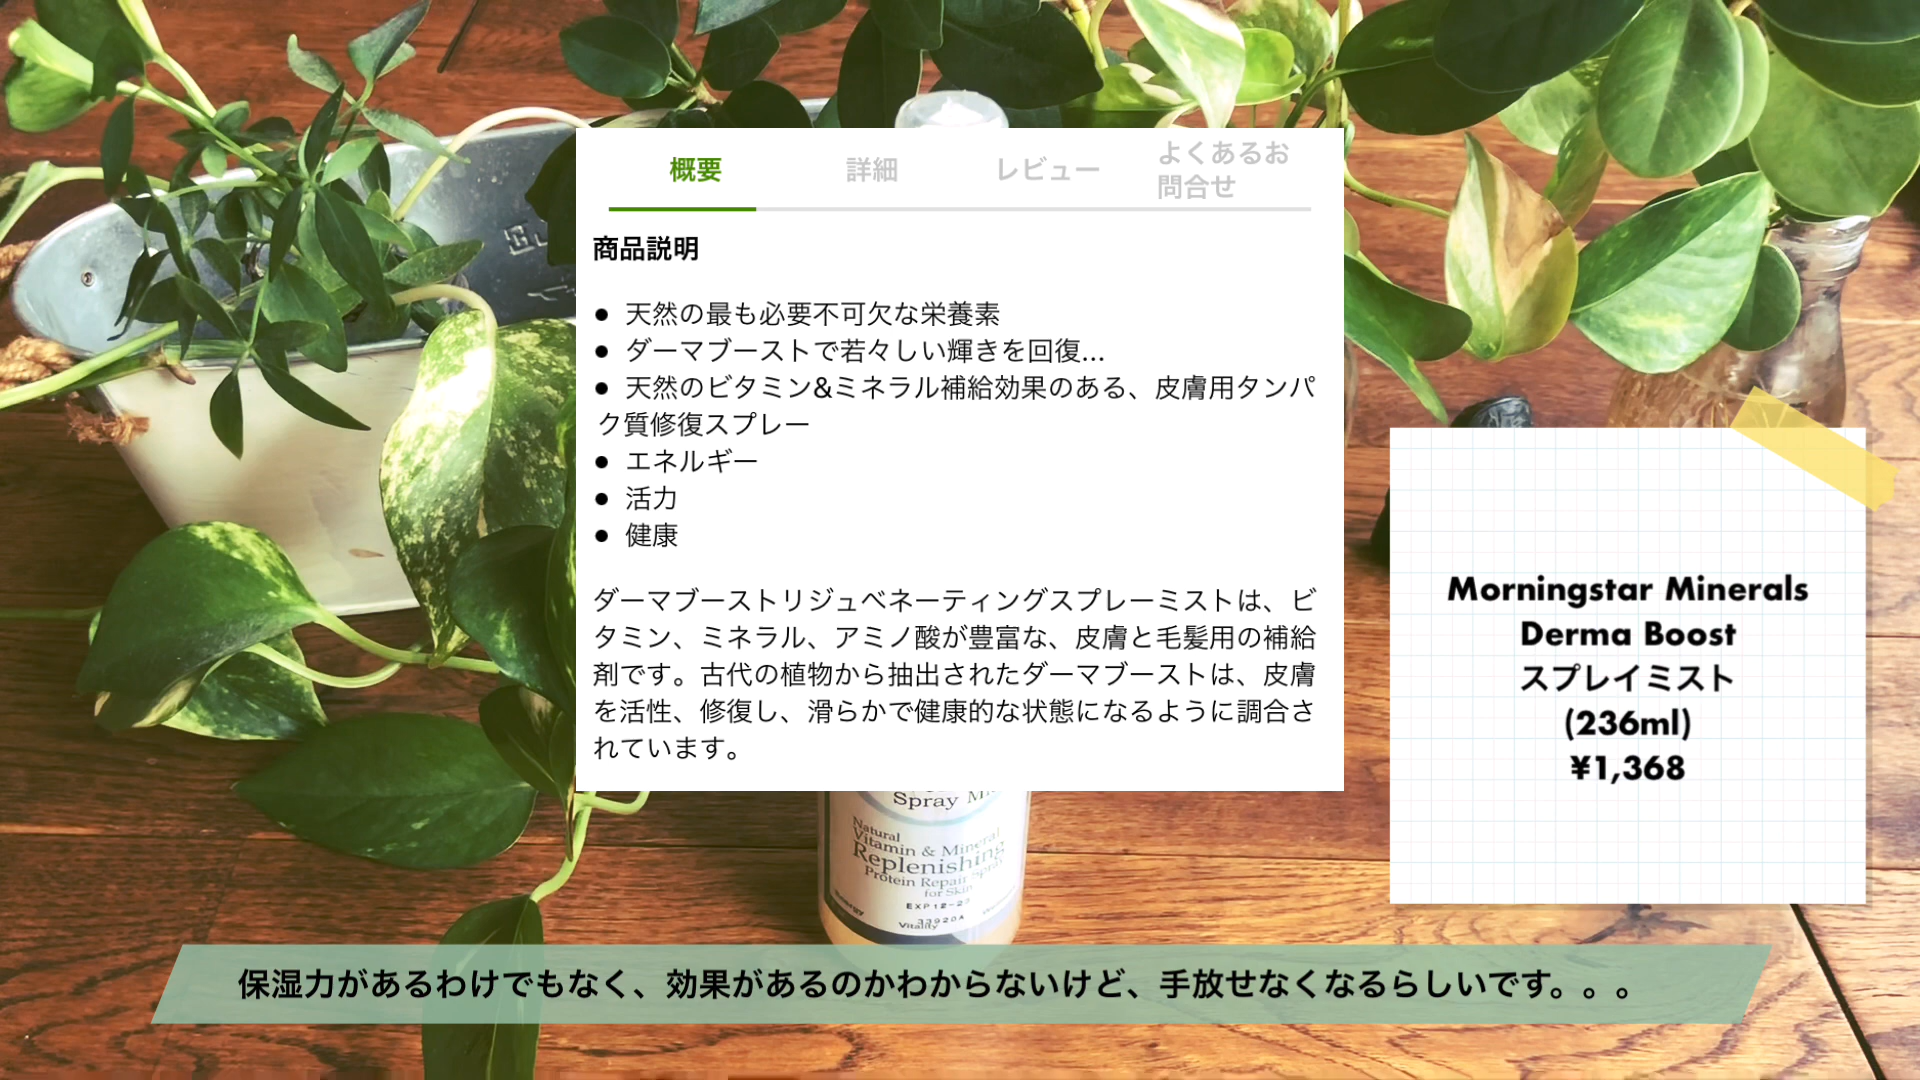 概要
詳細
レビュー
よくあるお
問合せ
商品説明
● 天然の最も必要不可欠な栄養素
● ダーマブーストで若々しい輝きを回復...
● 天然のビタミン&ミネラル補給効果のある、皮膚用タンパ
ク質修復スプレー
● エネルギー
● 活力
● 健康
ダーマブーストリジュベネーティングスプレーミストは、ビ
タミン、ミネラル、アミノ酸が豊富な、皮膚と毛髪用の補給
剤です。古代の植物から抽出されたダーマブーストは、皮膚
を活性、修復し、滑らかで健康的な状態になるように調合さ
れています。
Morningstar Minerals
Derma Boost
スプレイミスト
(236ml)
¥1,368
Spray
Natural
Vitamin & Mineral
Replenishing
Protein Repair Spray
for Skin
EXP12-23
33920A
Energy
Vitality
保湿力があるわけでもなく、効果があるのかわからないけど、手放せなくなるらしいです。。。